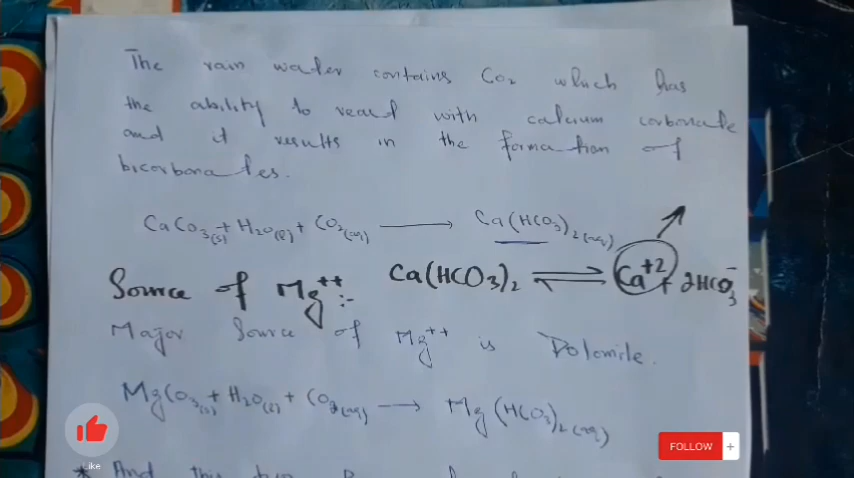 The rain water contains CO2 which has
the ability to react with calcium carbonate
and it results in the formation of
bicarbonates.
CaCO3(s) + H2O(l) + CO2(aq) ⟶ Ca(HCO3)2(aq)
Ca(HCO3)2 ⇌ Ca+2 + 2HCO3-
Source of Mg++ :-
Major Source of Mg++ is Dolomite.
MgCO3(s) + H2O(l) + CO2(aq) ⟶ Mg(HCO3)2(aq)
* And this
Like
FOLLOW +